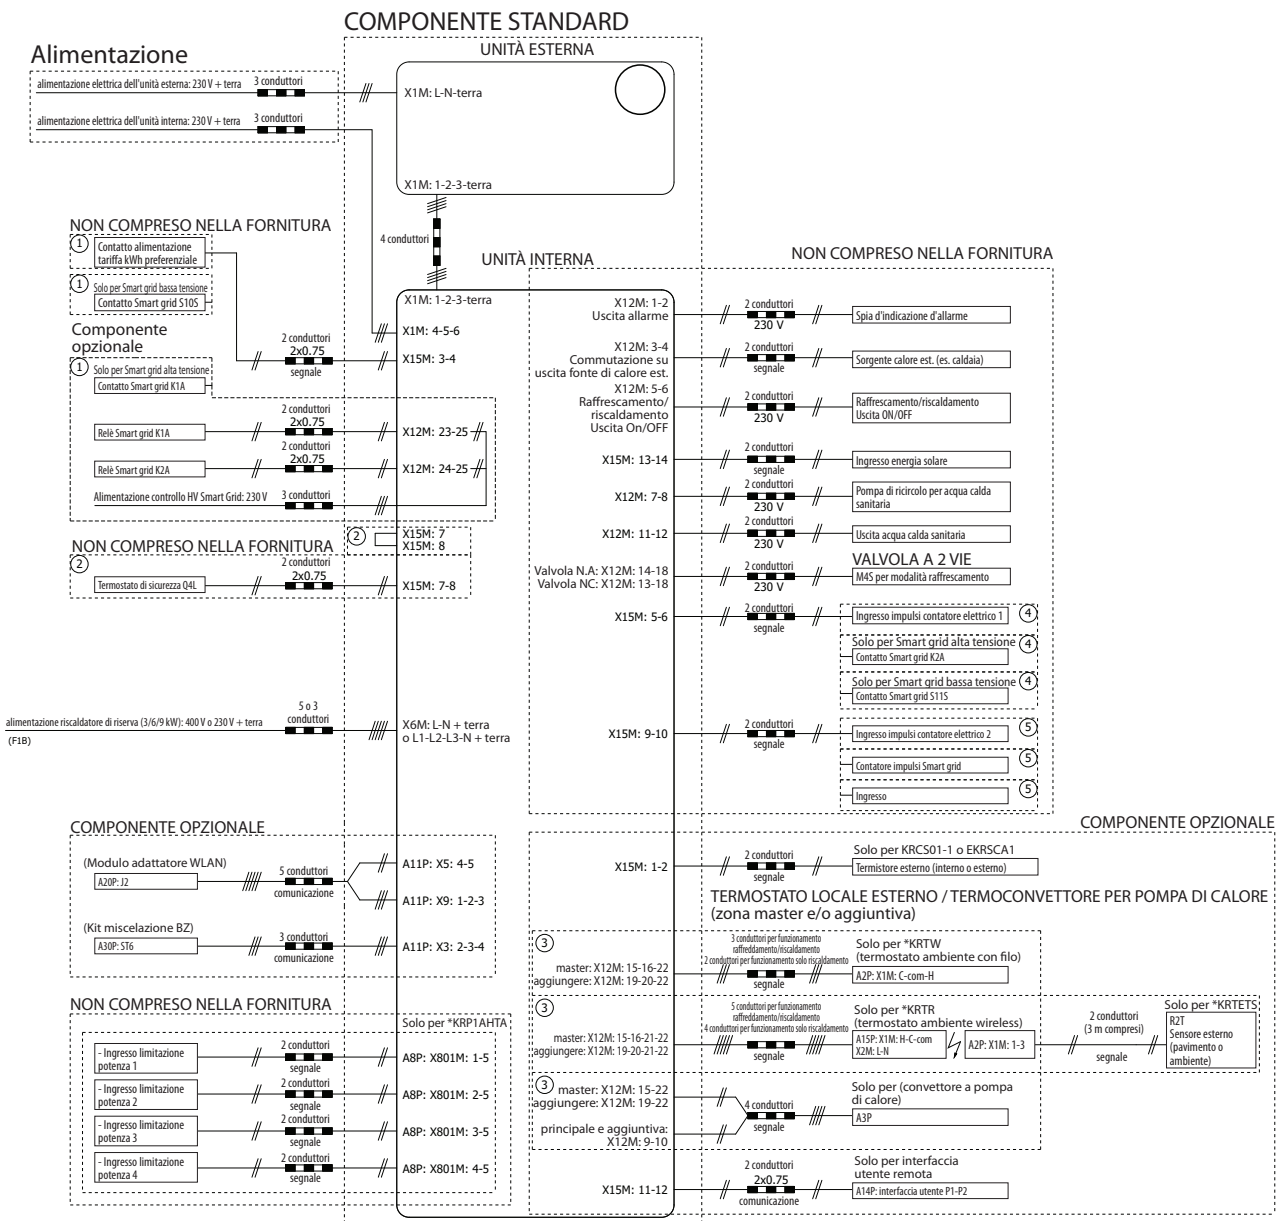 COMPONENTE STANDARD
Alimentazione
UNITÀ ESTERNA
alimentazione elettrica dell'unità esterna: 230 V + terra
3 conduttori
X1M: L-N-terra
alimentazione elettrica dell'unità interna: 230 V + terra
3 conduttori
X1M: 1-2-3-terra
4 conduttori
NON COMPRESO NELLA FORNITURA
1
Contatto alimentazione
tariffa kWh preferenziale
1
Solo per Smart grid bassa tensione
Contatto Smart grid S10S
Componente
opzionale
1
Solo per Smart grid alta tensione
Contatto Smart grid K1A
2 conduttori
2x0.75
segnale
Relè Smart grid K1A
2 conduttori
2x0.75
Relè Smart grid K2A
2 conduttori
2x0.75
Alimentazione controllo HV Smart Grid: 230 V
3 conduttori
UNITÀ INTERNA
X1M: 1-2-3-terra
X1M: 4-5-6
X15M: 3-4
X12M: 23-25
X12M: 24-25
2
X15M: 7
X15M: 8
NON COMPRESO NELLA FORNITURA
2
Termostato di sicurezza Q4L
2 conduttori
2x0.75
X15M: 7-8
alimentazione riscaldatore di riserva (3/6/9 kW): 400 V o 230 V + terra
(F1B)
5 o 3
conduttori
X6M: L-N + terra
o L1-L2-L3-N + terra
COMPONENTE OPZIONALE
(Modulo adattatore WLAN)
A20P: J2
5 conduttori
comunicazione
A11P: X5: 4-5
A11P: X9: 1-2-3
(Kit miscelazione BZ)
A30P: ST6
3 conduttori
comunicazione
A11P: X3: 2-3-4
NON COMPRESO NELLA FORNITURA
Solo per *KRP1AHTA
- Ingresso limitazione
potenza 1
2 conduttori
segnale
A8P: X801M: 1-5
- Ingresso limitazione
potenza 2
2 conduttori
segnale
A8P: X801M: 2-5
- Ingresso limitazione
potenza 3
2 conduttori
segnale
A8P: X801M: 3-5
- Ingresso limitazione
potenza 4
2 conduttori
segnale
A8P: X801M: 4-5
NON COMPRESO NELLA FORNITURA
X12M: 1-2
Uscita allarme
2 conduttori
230 V
Spia d'indicazione d'allarme
X12M: 3-4
Commutazione su
uscita fonte di calore est.
2 conduttori
segnale
Sorgente calore est. (es. caldaia)
X12M: 5-6
Raffrescamento/
riscaldamento
Uscita On/OFF
2 conduttori
230 V
Raffrescamento/riscaldamento
Uscita ON/OFF
X15M: 13-14
2 conduttori
segnale
Ingresso energia solare
X12M: 7-8
2 conduttori
230 V
Pompa di ricircolo per acqua calda
sanitaria
X12M: 11-12
2 conduttori
230 V
Uscita acqua calda sanitaria
VALVOLA A 2 VIE
Valvola N.A: X12M: 14-18
Valvola NC: X12M: 13-18
2 conduttori
230 V
M4S per modalità raffrescamento
X15M: 5-6
2 conduttori
segnale
Ingresso impulsi contatore elettrico 1
4
Solo per Smart grid alta tensione
4
Contatto Smart grid K2A
Solo per Smart grid bassa tensione
4
Contatto Smart grid S11S
X15M: 9-10
2 conduttori
segnale
Ingresso impulsi contatore elettrico 2
5
Contatore impulsi Smart grid
5
Ingresso
5
COMPONENTE OPZIONALE
X15M: 1-2
2 conduttori
segnale
Solo per KRCS01-1 o EKRSCA1
Termistore esterno (interno o esterno)
TERMOSTATO LOCALE ESTERNO / TERMOCONVETTORE PER POMPA DI CALORE
(zona master e/o aggiuntiva)
3
master: X12M: 15-16-22
aggiungere: X12M: 19-20-22
3 conduttori per funzionamento
raffreddamento/riscaldamento
2 conduttori per funzionamento solo riscaldamento
segnale
Solo per *KRTW
(termostato ambiente con filo)
A2P: X1M: C-com-H
3
master: X12M: 15-16-21-22
aggiungere: X12M: 19-20-21-22
5 conduttori per funzionamento
raffreddamento/riscaldamento
4 conduttori per funzionamento solo riscaldamento
segnale
Solo per *KRTR
(termostato ambiente wireless)
A15P: X1M: H-C-com
X2M: L-N
A2P: X1M: 1-3
2 conduttori
(3 m compresi)
segnale
Solo per *KRTETS
R2T
Sensore esterno
(pavimento o
ambiente)
3
master: X12M: 15-22
aggiungere: X12M: 19-22
principale e aggiuntiva:
X12M: 9-10
4 conduttori
segnale
Solo per (convettore a pompa
di calore)
A3P
X15M: 11-12
2 conduttori
2x0.75
comunicazione
Solo per interfaccia
utente remota
A14P: interfaccia utente P1-P2